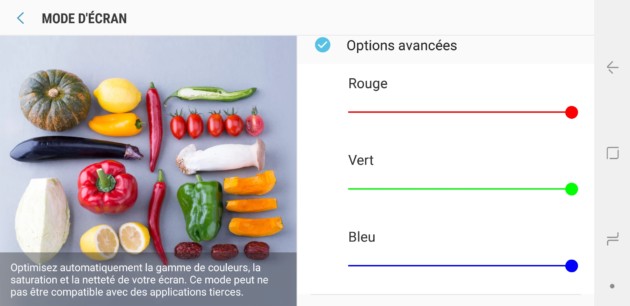 MODE D'ÉCRAN
Options avancées
Rouge
Vert
Bleu
Optimisez automatiquement la gamme de couleurs, la
saturation et la netteté de votre écran. Ce mode peut ne
pas être compatible avec des applications tierces.